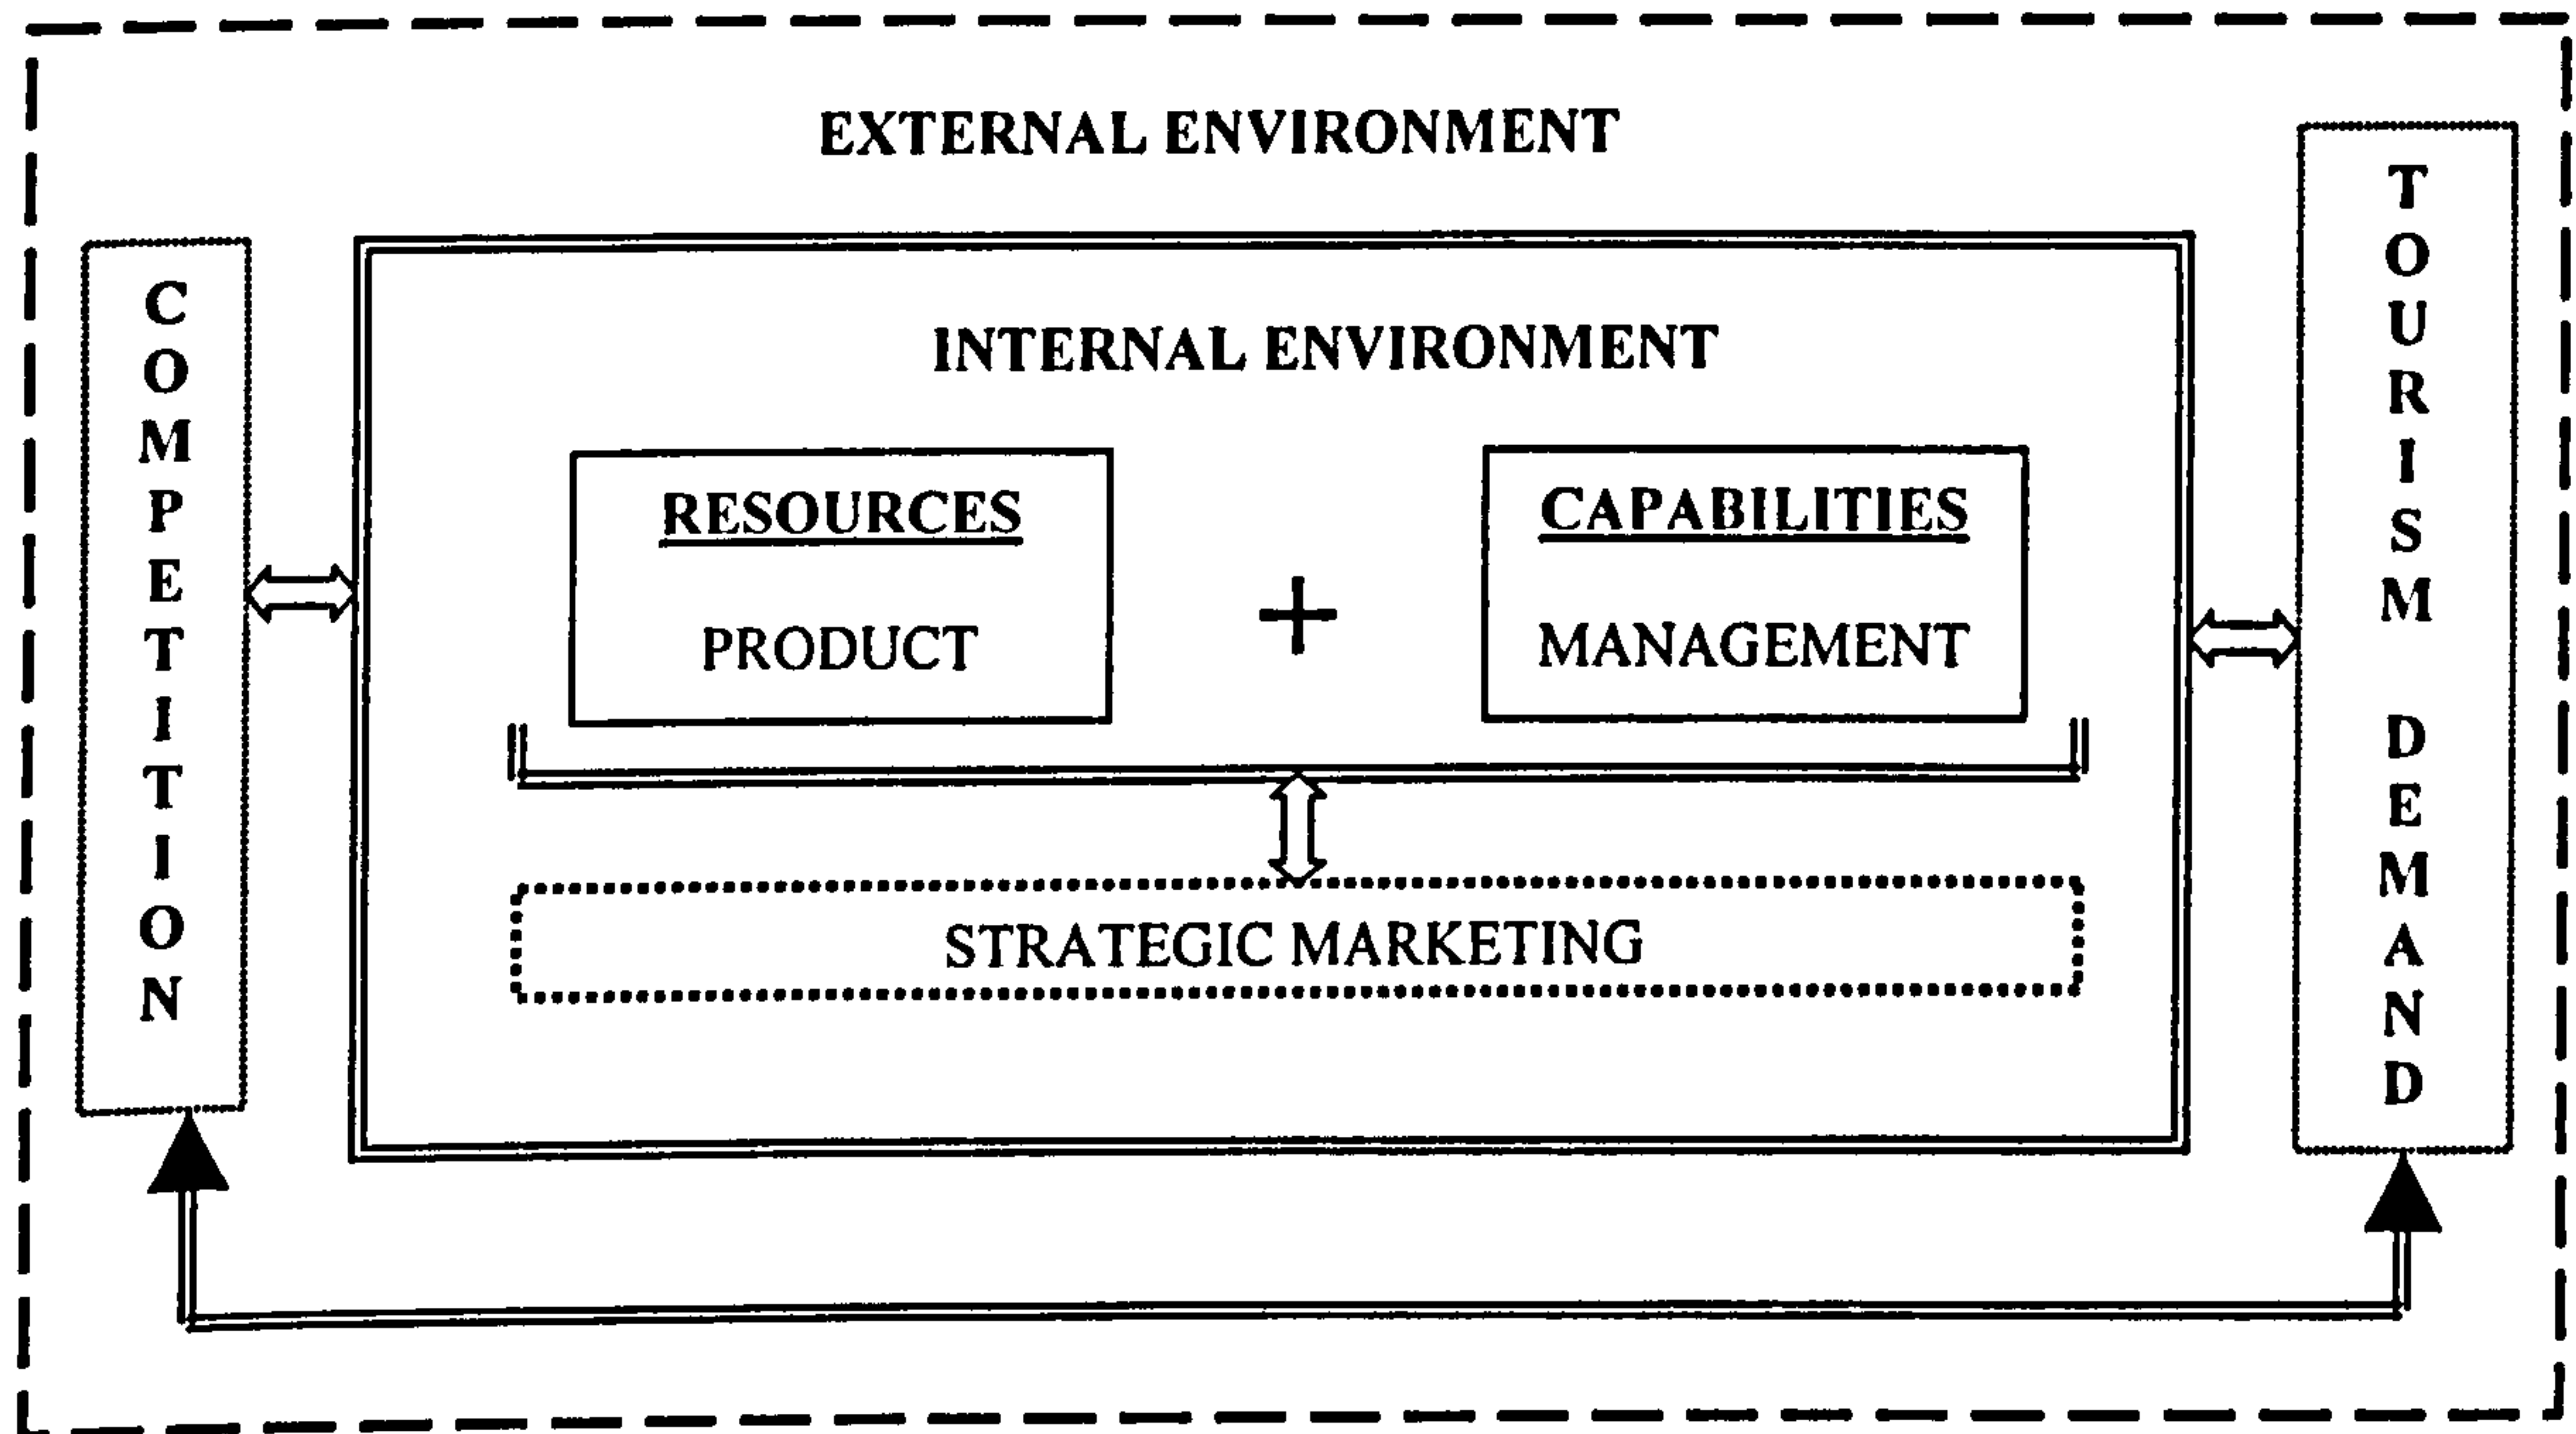 EXTERNAL ENVIRONMENT
COMPETITION
INTERNAL ENVIRONMENT
RESOURCES
PRODUCT
+
CAPABILITIES
MANAGEMENT
STRATEGIC MARKETING
TOURISM DEMAND